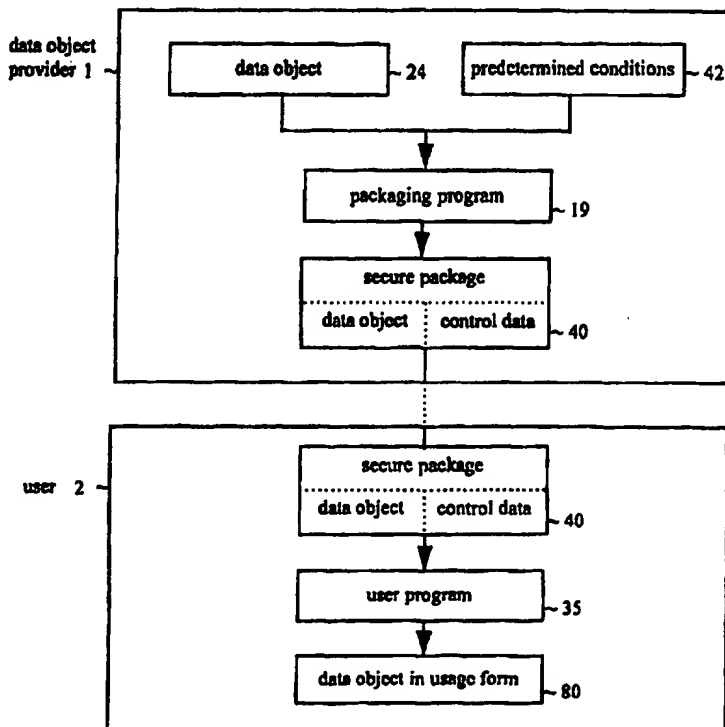 data object
provider 1
data object
24
predetermined conditions
42
packaging program
19
secure package
data object
control data
40
user 2
secure package
data object
control data
40
user program
35
data object in usage form
80